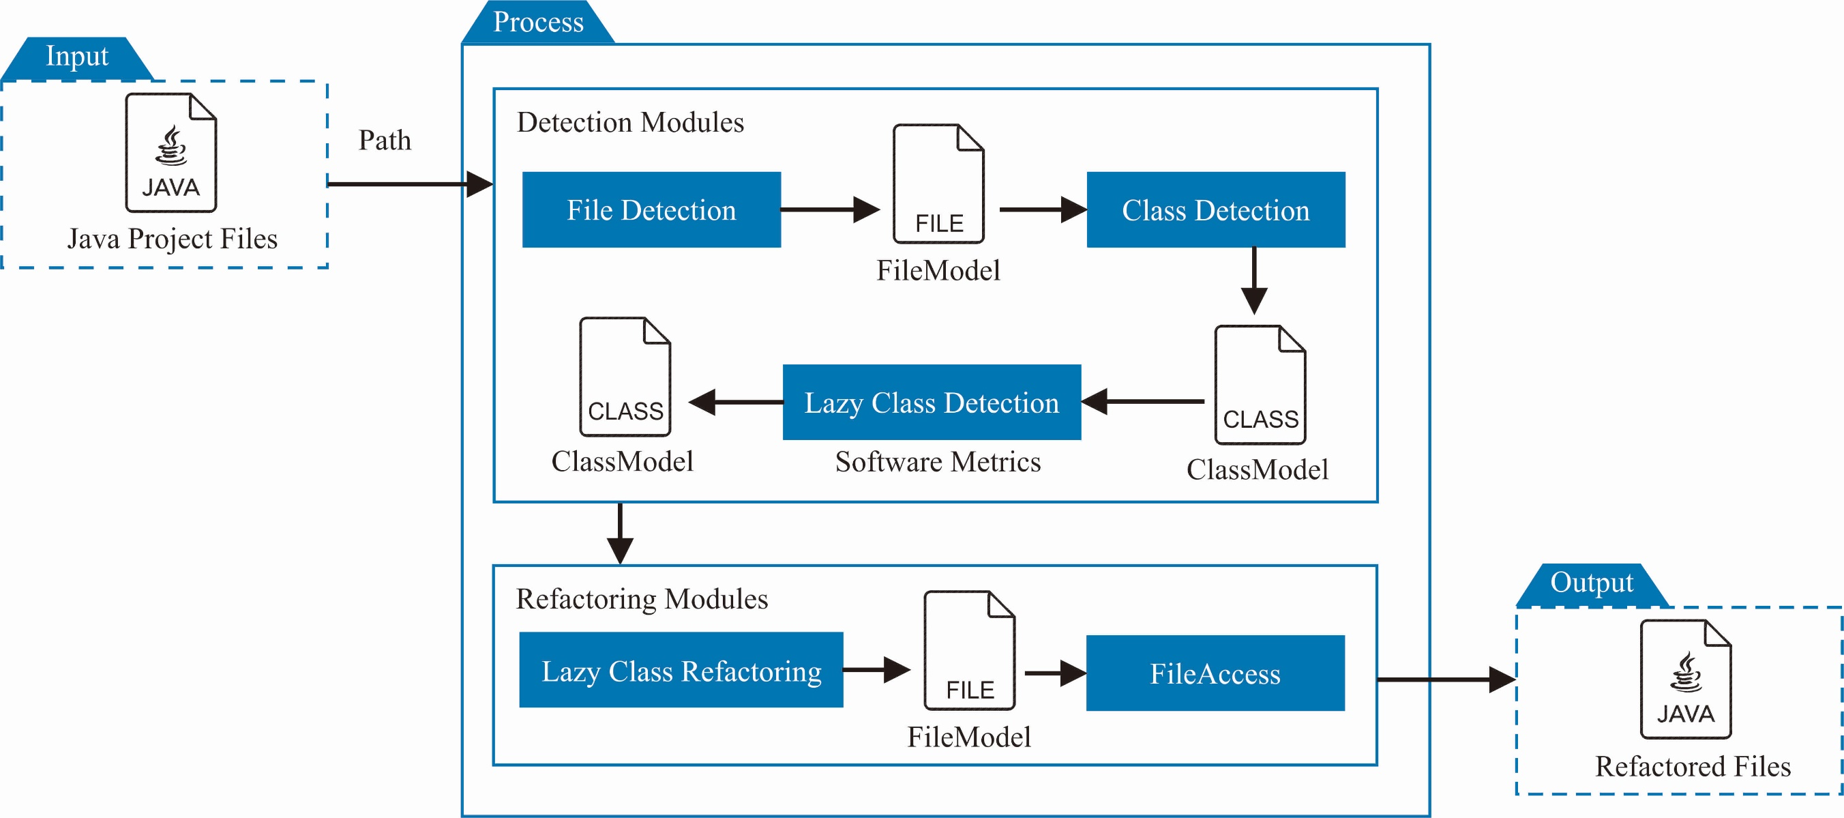 Process
Input
JAVA
Java Project Files
Path
Detection Modules
File Detection
FILE
FileModel
Class Detection
CLASS
ClassModel
Lazy Class Detection
Software Metrics
CLASS
ClassModel
Refactoring Modules
Lazy Class Refactoring
FILE
FileModel
FileAccess
Output
JAVA
Refactored Files